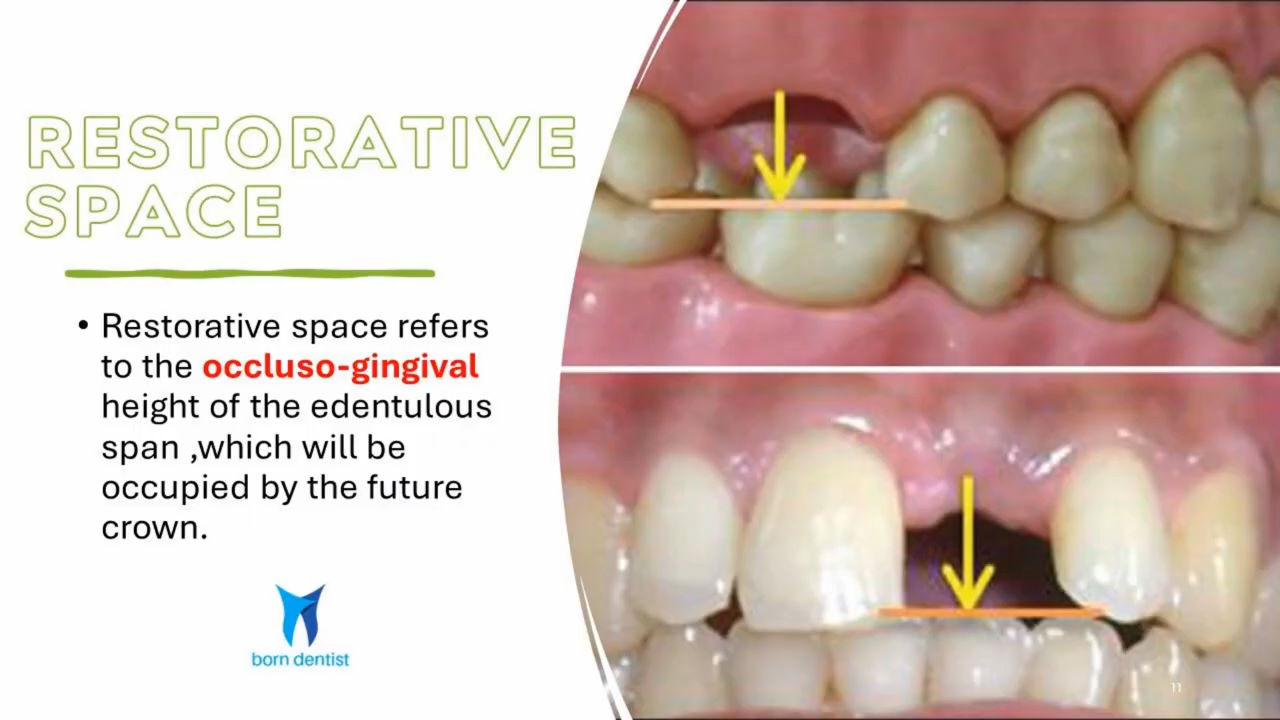 RESTORATIVE
SPACE
• Restorative space refers
to the occluso-gingival
height of the edentulous
span ,which will be
occupied by the future
crown.
born dentist
11